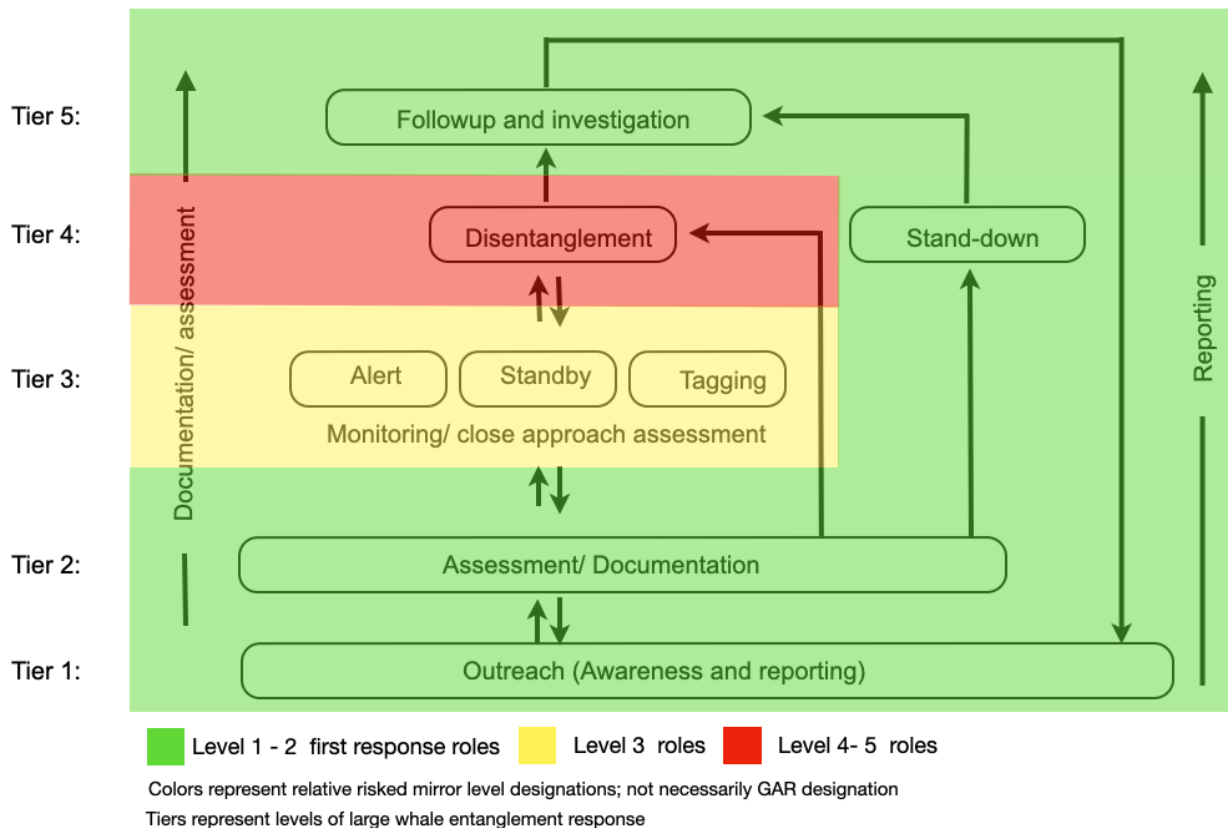 Tier 5:
Followup and investigation
Tier 4:
Disentanglement
Stand-down
Documentation/ assessment
Reporting
Tier 3:
Alert
Standby
Tagging
Monitoring/ close approach assessment
Tier 2:
Assessment/ Documentation
Tier 1:
Outreach (Awareness and reporting)
Level 1 - 2 first response roles
Level 3 roles
Level 4- 5 roles
Colors represent relative risked mirror level designations; not necessarily GAR designation
Tiers represent levels of large whale entanglement response